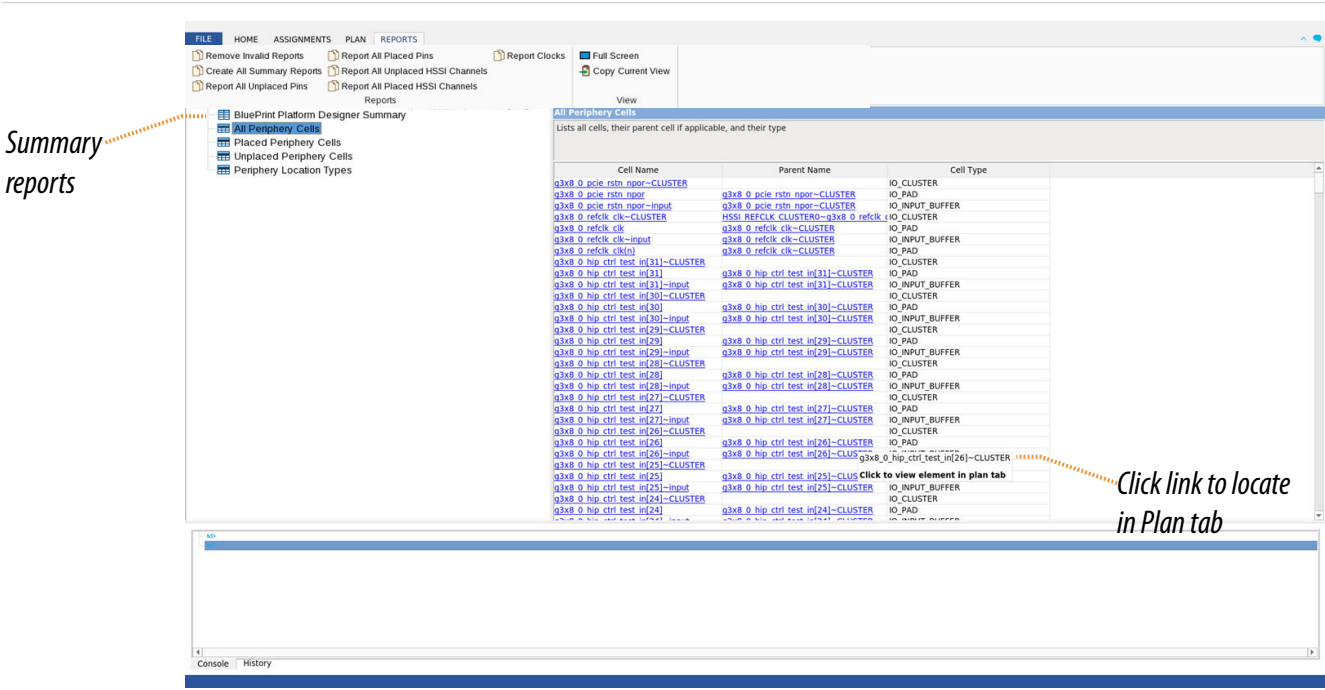 FILE HOME ASSIGNMENTS PLAN REPORTS
Remove Invalid Reports Report All Placed Pins Report Clocks Full Screen
Create All Summary Reports Report All Unplaced HSSI Channels Copy Current View
Report All Unplaced Pins Report All Placed HSSI Channels
Reports View
Summary
reports
BluePrint Platform Designer Summary
All Periphery Cells
Placed Periphery Cells
Unplaced Periphery Cells
Periphery Location Types
All Periphery Cells
Lists all cells, their parent cell if applicable, and their type
Cell Name Parent Name Cell Type
g3x8_0_pcie_rstn_npor~CLUSTER IO_CLUSTER
g3x8_0_pcie_rstn_npor g3x8_0_pcie_rstn_npor~CLUSTER IO_PAD
g3x8_0_pcie_rstn_npor~input g3x8_0_pcie_rstn_npor~CLUSTER IO_INPUT_BUFFER
g3x8_0_refclk_clk~CLUSTER HSSI_REFCLK_CLUSTER0~g3x8_0_refclk_c IO_CLUSTER
g3x8_0_refclk_clk g3x8_0_refclk_clk~CLUSTER IO_PAD
g3x8_0_refclk_clk~input g3x8_0_refclk_clk~CLUSTER IO_INPUT_BUFFER
g3x8_0_refclk_clk(n) g3x8_0_refclk_clk~CLUSTER IO_PAD
g3x8_0_hip_ctrl_test_in[31]~CLUSTER IO_CLUSTER
g3x8_0_hip_ctrl_test_in[31] g3x8_0_hip_ctrl_test_in[31]~CLUSTER IO_PAD
g3x8_0_hip_ctrl_test_in[31]~input g3x8_0_hip_ctrl_test_in[31]~CLUSTER IO_INPUT_BUFFER
g3x8_0_hip_ctrl_test_in[30]~CLUSTER IO_CLUSTER
g3x8_0_hip_ctrl_test_in[30] g3x8_0_hip_ctrl_test_in[30]~CLUSTER IO_PAD
g3x8_0_hip_ctrl_test_in[30]~input g3x8_0_hip_ctrl_test_in[30]~CLUSTER IO_INPUT_BUFFER
g3x8_0_hip_ctrl_test_in[29]~CLUSTER IO_CLUSTER
g3x8_0_hip_ctrl_test_in[29] g3x8_0_hip_ctrl_test_in[29]~CLUSTER IO_PAD
g3x8_0_hip_ctrl_test_in[29]~input g3x8_0_hip_ctrl_test_in[29]~CLUSTER IO_INPUT_BUFFER
g3x8_0_hip_ctrl_test_in[28]~CLUSTER IO_CLUSTER
g3x8_0_hip_ctrl_test_in[28] g3x8_0_hip_ctrl_test_in[28]~CLUSTER IO_PAD
g3x8_0_hip_ctrl_test_in[28]~input g3x8_0_hip_ctrl_test_in[28]~CLUSTER IO_INPUT_BUFFER
g3x8_0_hip_ctrl_test_in[27]~CLUSTER IO_CLUSTER
g3x8_0_hip_ctrl_test_in[27] g3x8_0_hip_ctrl_test_in[27]~CLUSTER IO_PAD
g3x8_0_hip_ctrl_test_in[27]~input g3x8_0_hip_ctrl_test_in[27]~CLUSTER IO_INPUT_BUFFER
g3x8_0_hip_ctrl_test_in[26]~CLUSTER IO_CLUSTER
g3x8_0_hip_ctrl_test_in[26] g3x8_0_hip_ctrl_test_in[26]~CLUSTER IO_PAD
g3x8_0_hip_ctrl_test_in[26]~input g3x8_0_hip_ctrl_test_in[26]~CLUS
g3x8_0_hip_ctrl_test_in[26]~CLUSTER
g3x8_0_hip_ctrl_test_in[25]~CLUSTER
g3x8_0_hip_ctrl_test_in[25] g3x8_0_hip_ctrl_test_in[25]~CLUS Click to view element in plan tab
g3x8_0_hip_ctrl_test_in[25]~input g3x8_0_hip_ctrl_test_in[25]~CLUSTER IO_INPUT_BUFFER
g3x8_0_hip_ctrl_test_in[24]~CLUSTER IO_CLUSTER
g3x8_0_hip_ctrl_test_in[24] g3x8_0_hip_ctrl_test_in[24]~CLUSTER IO_PAD
Click link to locate
in Plan tab
Console History